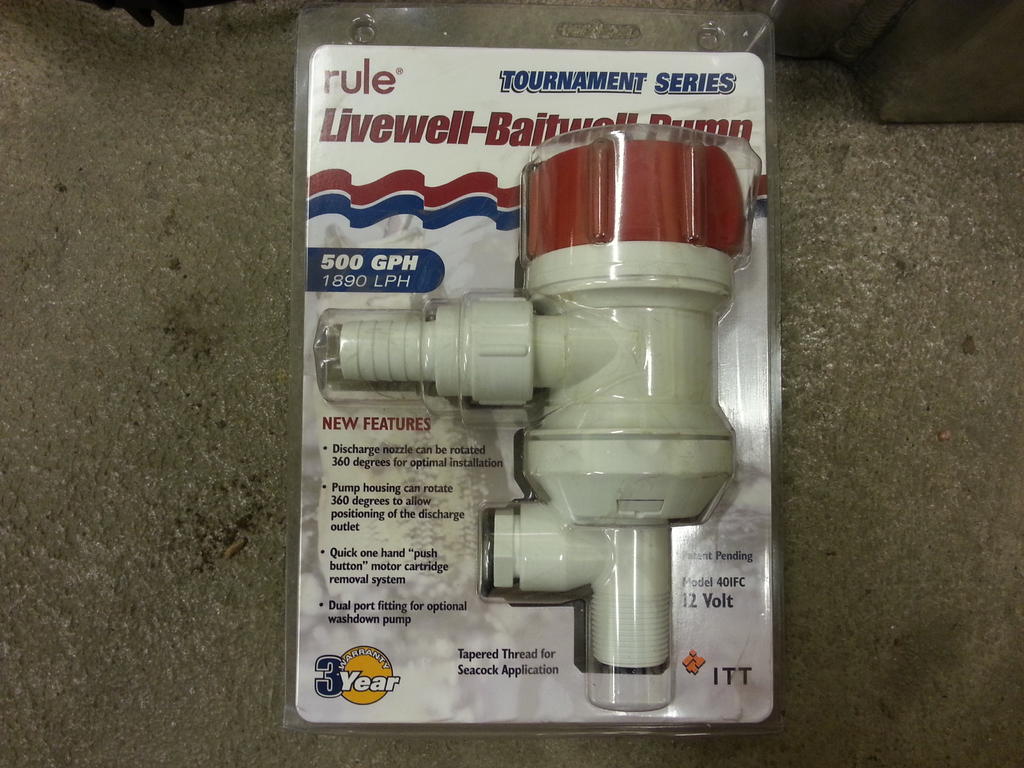 rule®
TOURNAMENT SERIES
Livewell-Baitwell Pump
500 GPH
1890 LPH
NEW FEATURES
• Discharge nozzle can be rotated
360 degrees for optimal installation
• Pump housing can rotate
360 degrees to allow
positioning of the discharge
outlet
• Quick one hand “push
button” motor cartridge
removal system
• Dual port fitting for optional
washdown pump
Patent Pending
Model 401FC
12 Volt
Tapered Thread for
Seacock Application
3 Year
WARRANTY
ITT